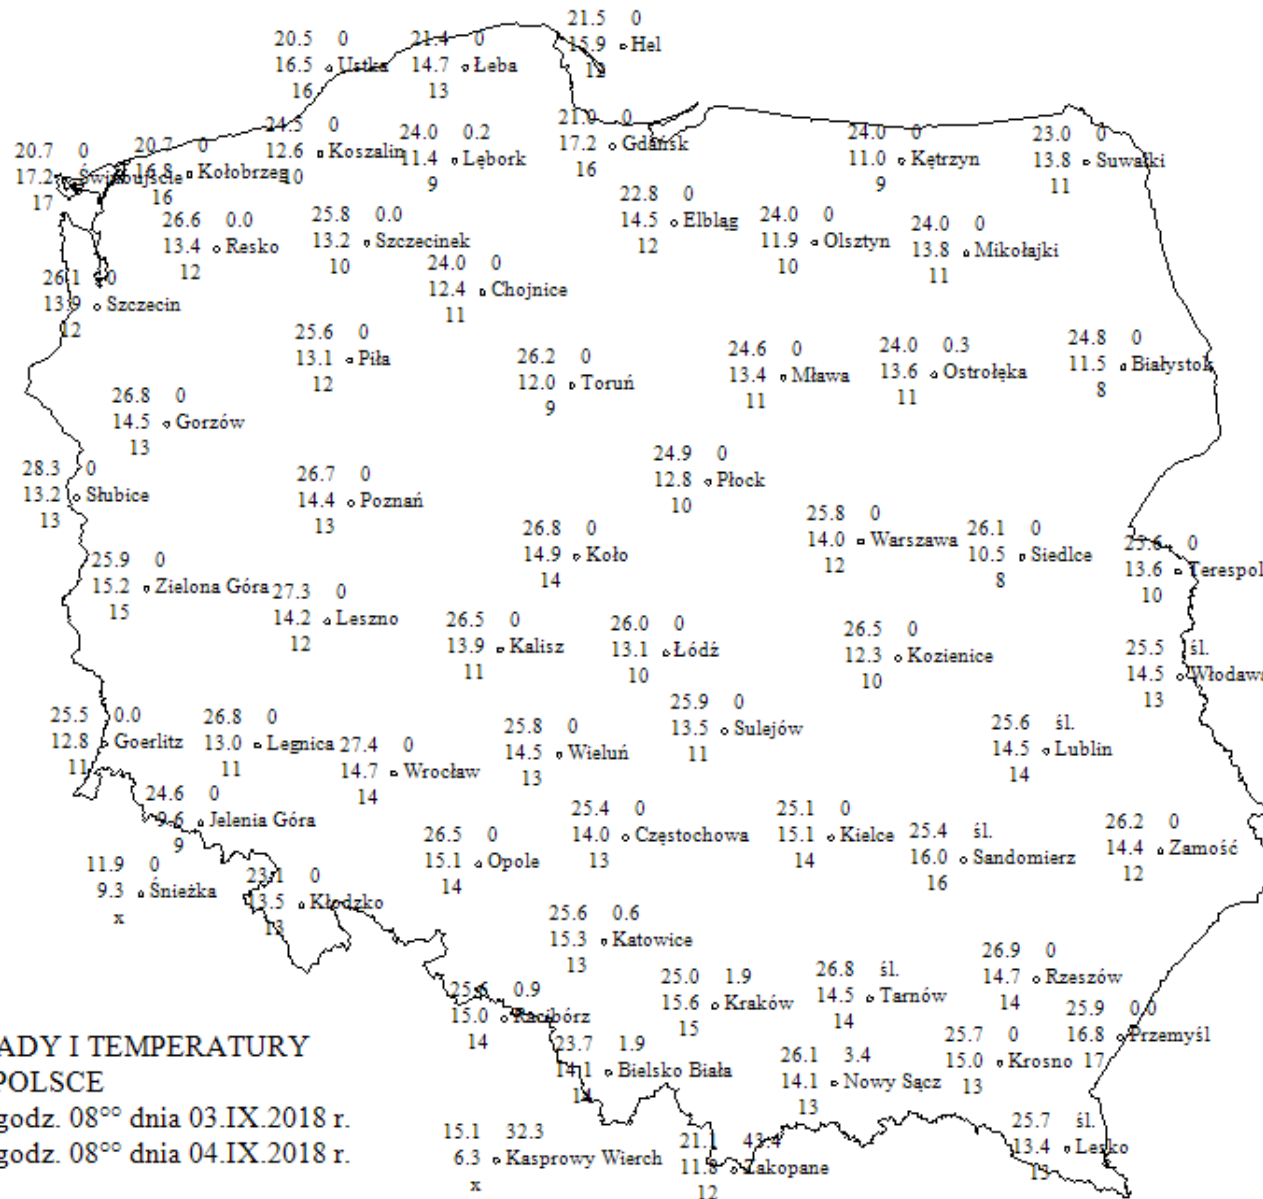 21.5 0
15.9 Hel
12
20.5 0
16.5 Ustka
16
21.4 0
14.7 Łeba
13
24.5 0
12.6 Koszalin
10
24.0 0.2
11.4 Lębork
9
21.0 0
17.2 Gdańsk
16
24.0 0
11.0 Kętrzyn
9
23.0 0
13.8 Suwałki
11
20.7 0
17.2 Świnoujście
17
20.7 0
16.8 Kołobrzeg
16
26.6 0.0
13.4 Resko
12
25.8 0.0
13.2 Szczecinek
10
22.8 0
14.5 Elbląg
12
24.0 0
11.9 Olsztyn
10
24.0 0
13.8 Mikołajki
11
26.1 0
13.9 Szczecin
12
24.0 0
12.4 Chojnice
11
25.6 0
13.1 Piła
12
26.2 0
12.0 Toruń
9
24.6 0
13.4 Mława
11
24.0 0.3
13.6 Ostrołęka
11
24.8 0
11.5 Białystok
8
26.8 0
14.5 Gorzów
13
28.3 0
13.2 Słubice
13
26.7 0
14.4 Poznań
13
24.9 0
12.8 Płock
10
26.8 0
14.9 Koło
14
25.8 0
14.0 Warszawa
12
26.1 0
10.5 Siedlce
8
25.6 0
13.6 Terespol
10
25.9 0
15.2 Zielona Góra
15
27.3 0
14.2 Leszno
12
26.5 0
13.9 Kalisz
11
26.0 0
13.1 Łódź
10
26.5 0
12.3 Kozienice
10
25.5 śl.
14.5 Włodawa
13
25.5 0.0
12.8 Goerlitz
11
26.8 0
13.0 Legnica
11
27.4 0
14.7 Wrocław
14
25.8 0
14.5 Wieluń
13
25.9 0
13.5 Sulejów
11
25.6 śl.
14.5 Lublin
14
24.6 0
9.6 Jelenia Góra
9
26.5 0
15.1 Opole
14
25.4 0
14.0 Częstochowa
13
25.1 0
15.1 Kielce
14
25.4 śl.
16.0 Sandomierz
16
26.2 0
14.4 Zamość
12
11.9 0
9.3 Śnieżka
x
23.1 0
13.5 Kłodzko
13
25.6 0.6
15.3 Katowice
13
25.0 1.9
15.6 Kraków
15
26.8 śl.
14.5 Tarnów
14
26.9 0
14.7 Rzeszów
14
25.6 0.9
15.0 Racibórz
14
25.9 0.0
16.8 Przemyśl
17
23.7 1.9
14.1 Bielsko Biała
14
26.1 3.4
14.1 Nowy Sącz
13
25.7 0
15.0 Krosno
13
15.1 32.3
6.3 Kasprowy Wierch
x
21.1 43.4
11.8 Zakopane
12
25.7 śl.
13.4 Lesko
13
ADY I TEMPERATURY
POLSCE
godz. 08°° dnia 03.IX.2018 r.
godz. 08°° dnia 04.IX.2018 r.